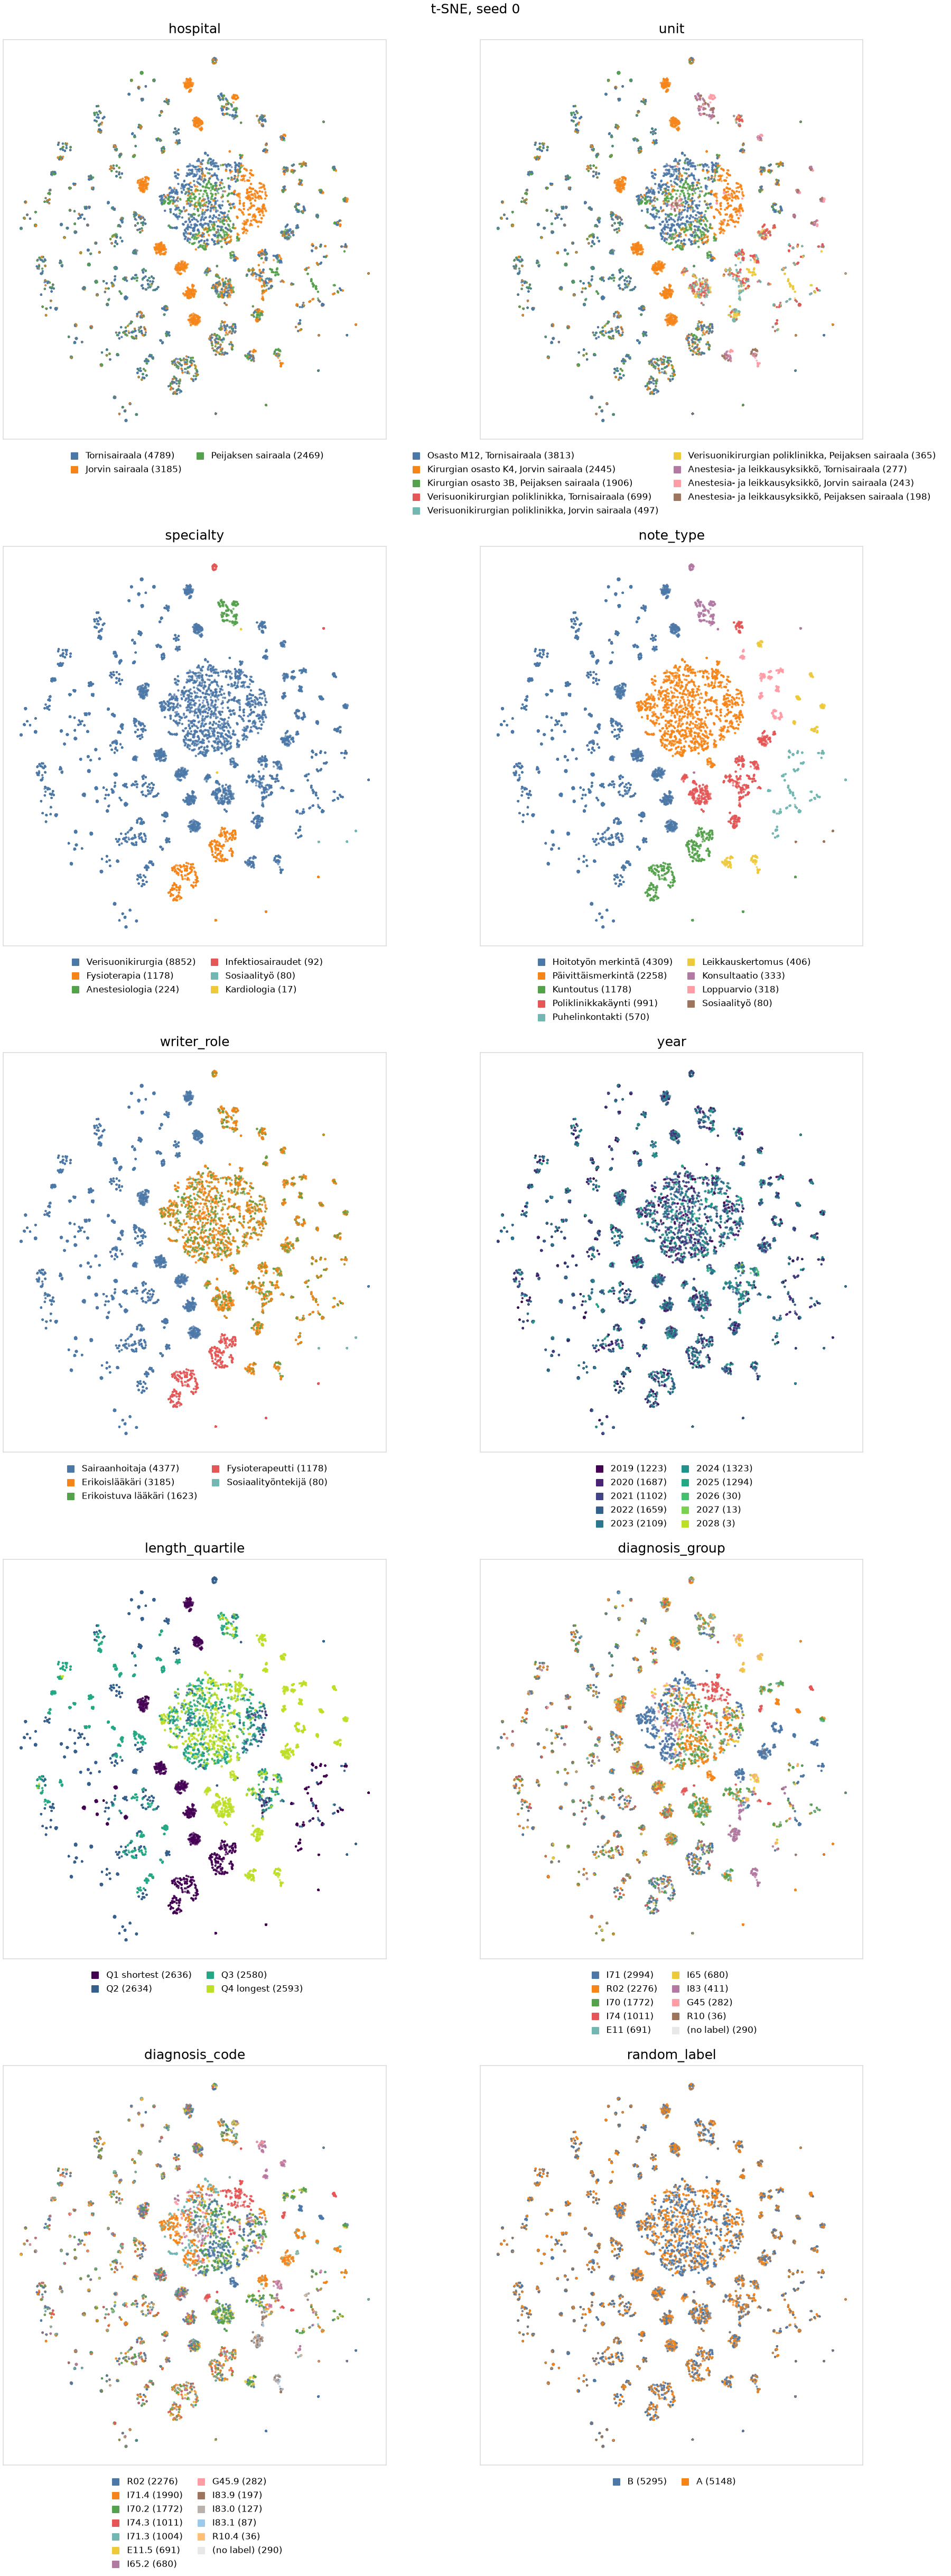 t-SNE, seed 0
hospital
unit
Tornisairaala (4789)
Peijaksen sairaala (2469)
Jorvin sairaala (3185)
Osasto M12, Tornisairaala (3813)
Verisuonikirurgian poliklinikka, Peijaksen sairaala (365)
Kirurgian osasto K4, Jorvin sairaala (2445)
Anestesia- ja leikkausyksikkö, Tornisairaala (277)
Kirurgian osasto 3B, Peijaksen sairaala (1906)
Anestesia- ja leikkausyksikkö, Jorvin sairaala (243)
Verisuonikirurgian poliklinikka, Tornisairaala (699)
Anestesia- ja leikkausyksikkö, Peijaksen sairaala (198)
Verisuonikirurgian poliklinikka, Jorvin sairaala (497)
specialty
note_type
Verisuonikirurgia (8852)
Infektiosairaudet (92)
Fysioterapia (1178)
Sosiaalityö (80)
Anestesiologia (224)
Kardiologia (17)
Hoitotyön merkintä (4309)
Leikkauskertomus (406)
Päivittäismerkintä (2258)
Konsultaatio (333)
Kuntoutus (1178)
Loppuarvio (318)
Poliklinikkakäynti (991)
Sosiaalityö (80)
Puhelinkontakti (570)
writer_role
year
Sairaanhoitaja (4377)
Fysioterapeutti (1178)
Erikoislääkäri (3185)
Sosiaalityöntekijä (80)
Erikoistuva lääkäri (1623)
2019 (1223)
2024 (1323)
2020 (1687)
2025 (1294)
2021 (1102)
2026 (30)
2022 (1659)
2027 (13)
2023 (2109)
2028 (3)
length_quartile
diagnosis_group
Q1 shortest (2636)
Q3 (2580)
Q2 (2634)
Q4 longest (2593)
I71 (2994)
I65 (680)
R02 (2276)
I83 (411)
I70 (1772)
G45 (282)
I74 (1011)
R10 (36)
E11 (691)
(no label) (290)
diagnosis_code
random_label
R02 (2276)
G45.9 (282)
I71.4 (1990)
I83.9 (197)
I70.2 (1772)
I83.0 (127)
I74.3 (1011)
I83.1 (87)
I71.3 (1004)
R10.4 (36)
E11.5 (691)
(no label) (290)
I65.2 (680)
B (5295)
A (5148)